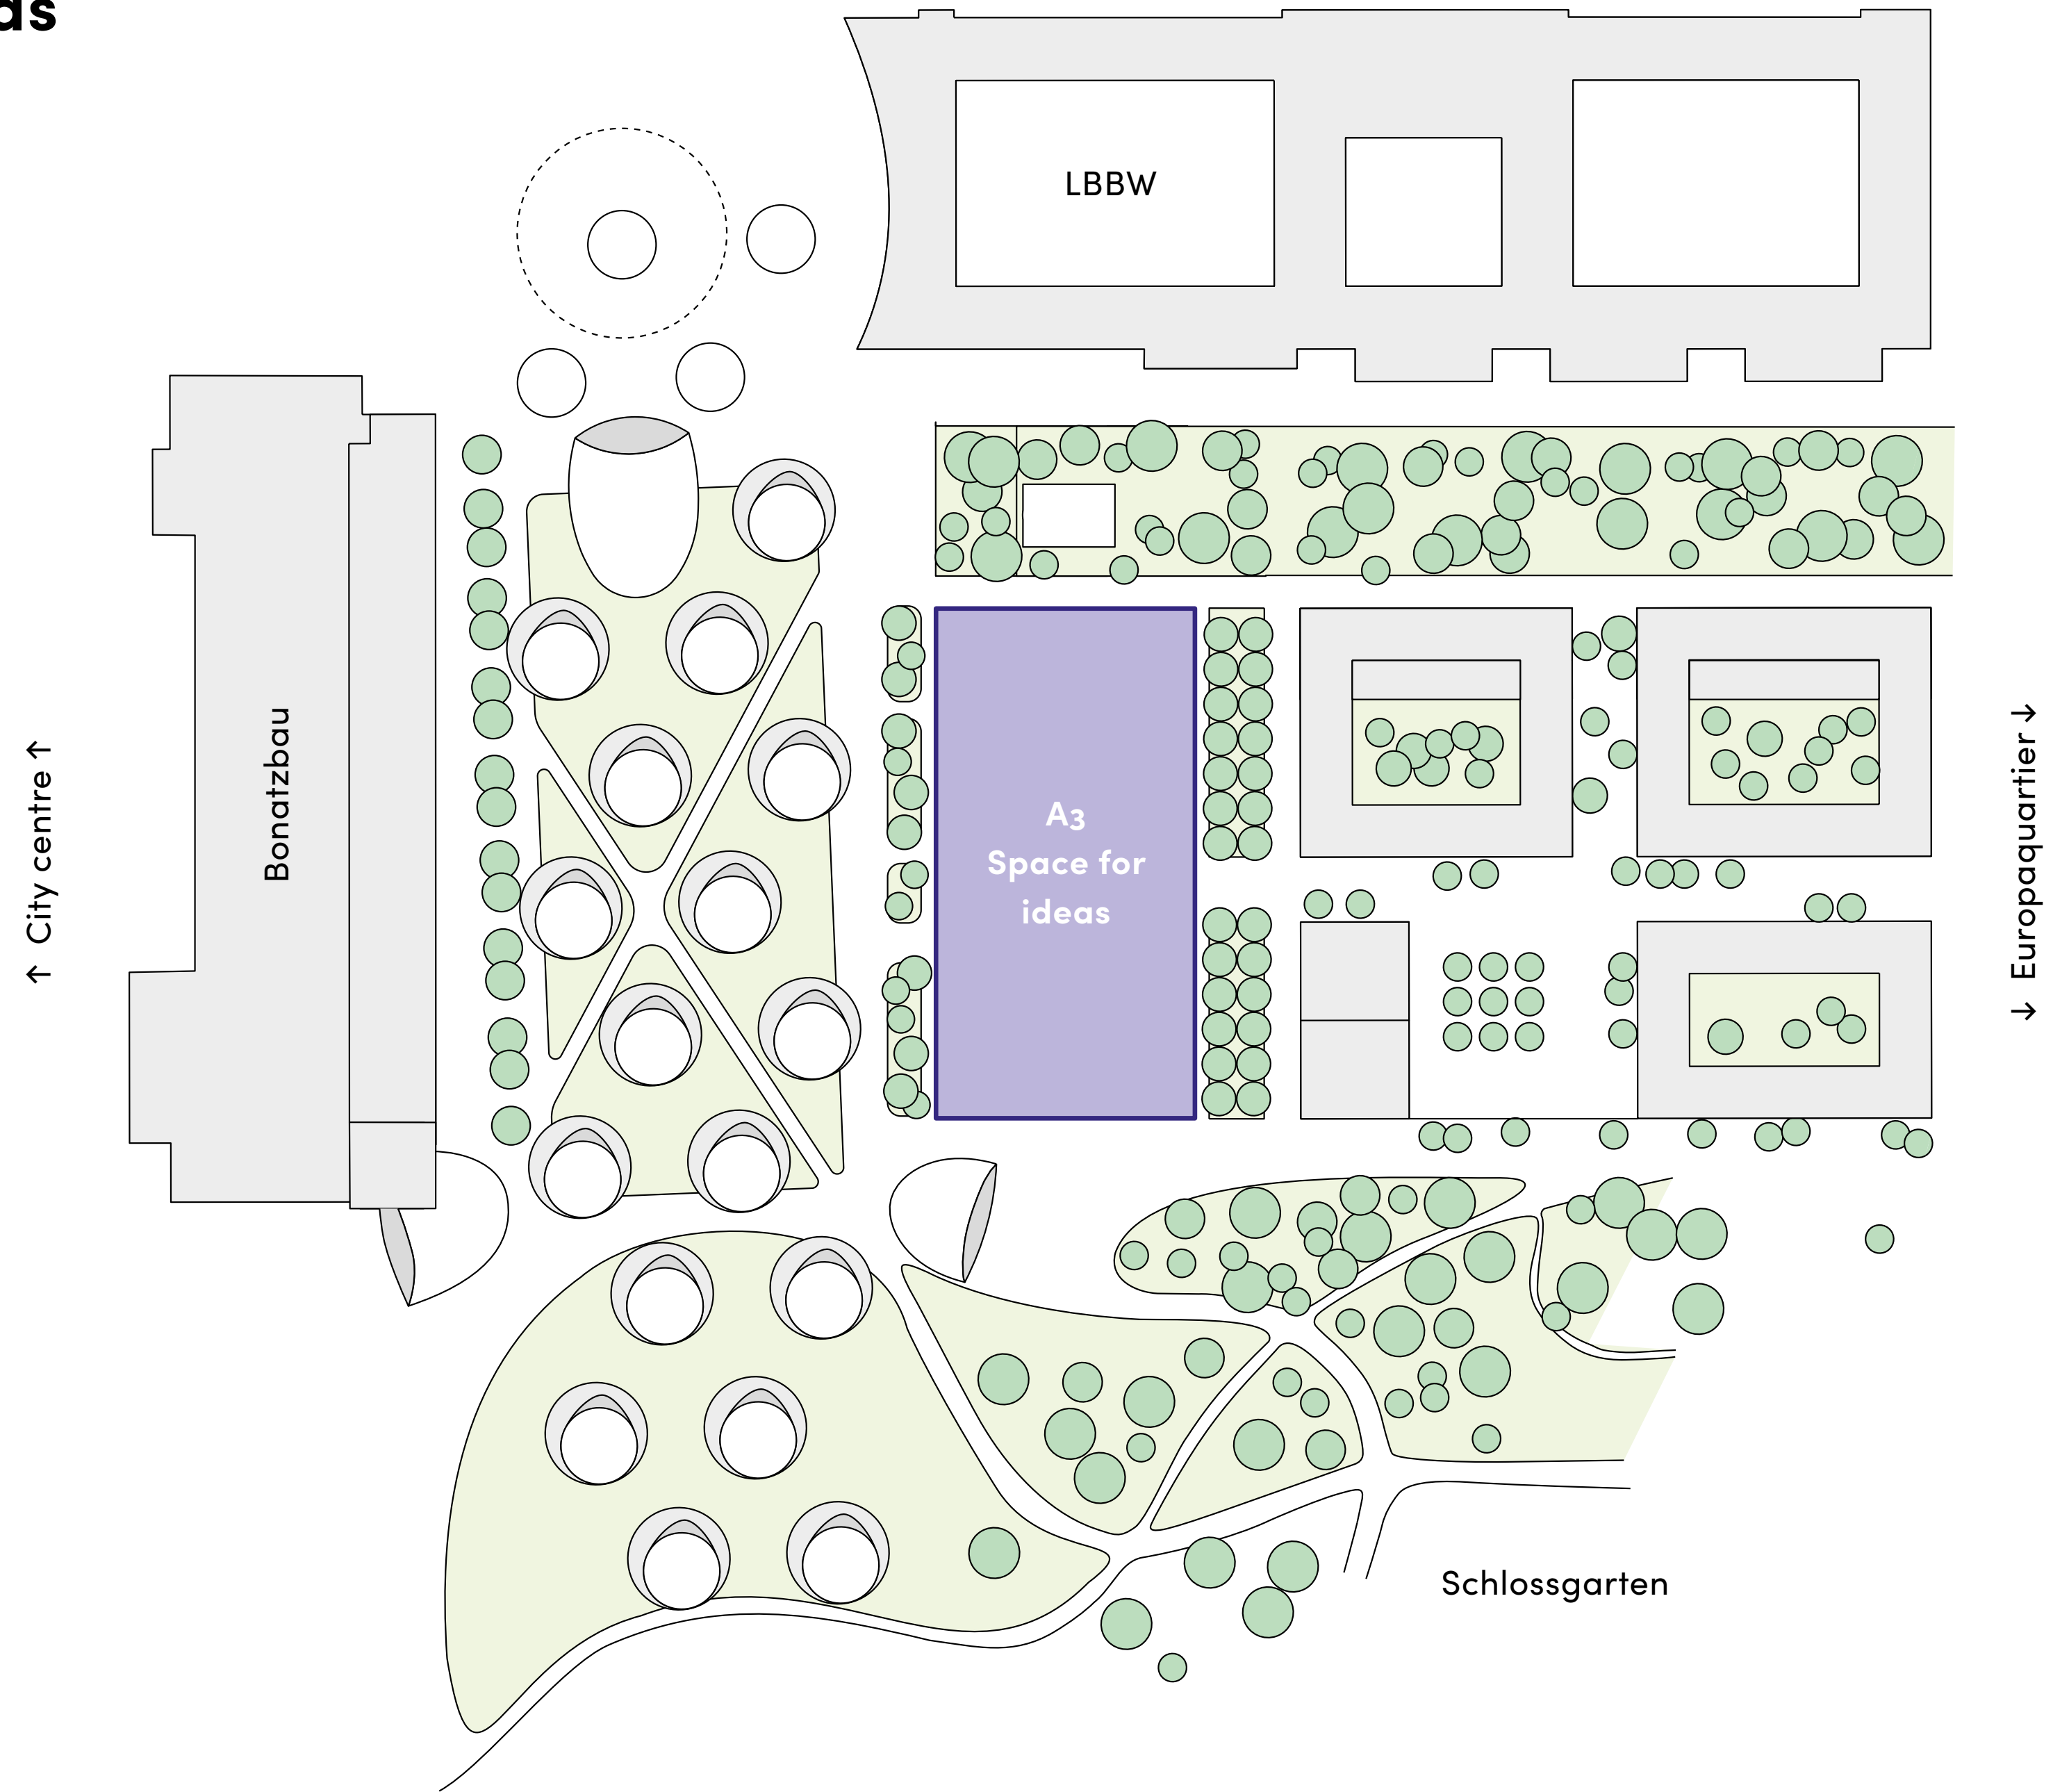 LBBW
Bonatzbau
↑ City centre ↑
A3
Space for
ideas
↓ Europaquartier ↓
Schlossgarten